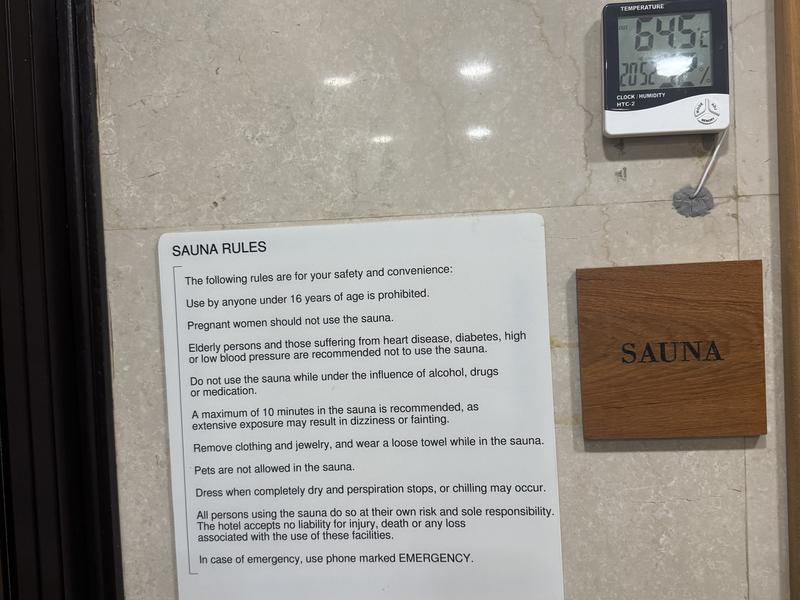 TEMPERATURE
OUT 64.5 °C
CLOCK / HUMIDITY
HTC-2
SAUNA RULES
The following rules are for your safety and convenience:
Use by anyone under 16 years of age is prohibited.
Pregnant women should not use the sauna.
Elderly persons and those suffering from heart disease, diabetes, high
or low blood pressure are recommended not to use the sauna.
Do not use the sauna while under the influence of alcohol, drugs
or medication.
A maximum of 10 minutes in the sauna is recommended, as
extensive exposure may result in dizziness or fainting.
Remove clothing and jewelry, and wear a loose towel while in the sauna.
Pets are not allowed in the sauna.
Dress when completely dry and perspiration stops, or chilling may occur.
All persons using the sauna do so at their own risk and sole responsibility.
The hotel accepts no liability for injury, death or any loss
associated with the use of these facilities.
In case of emergency, use phone marked EMERGENCY.
SAUNA